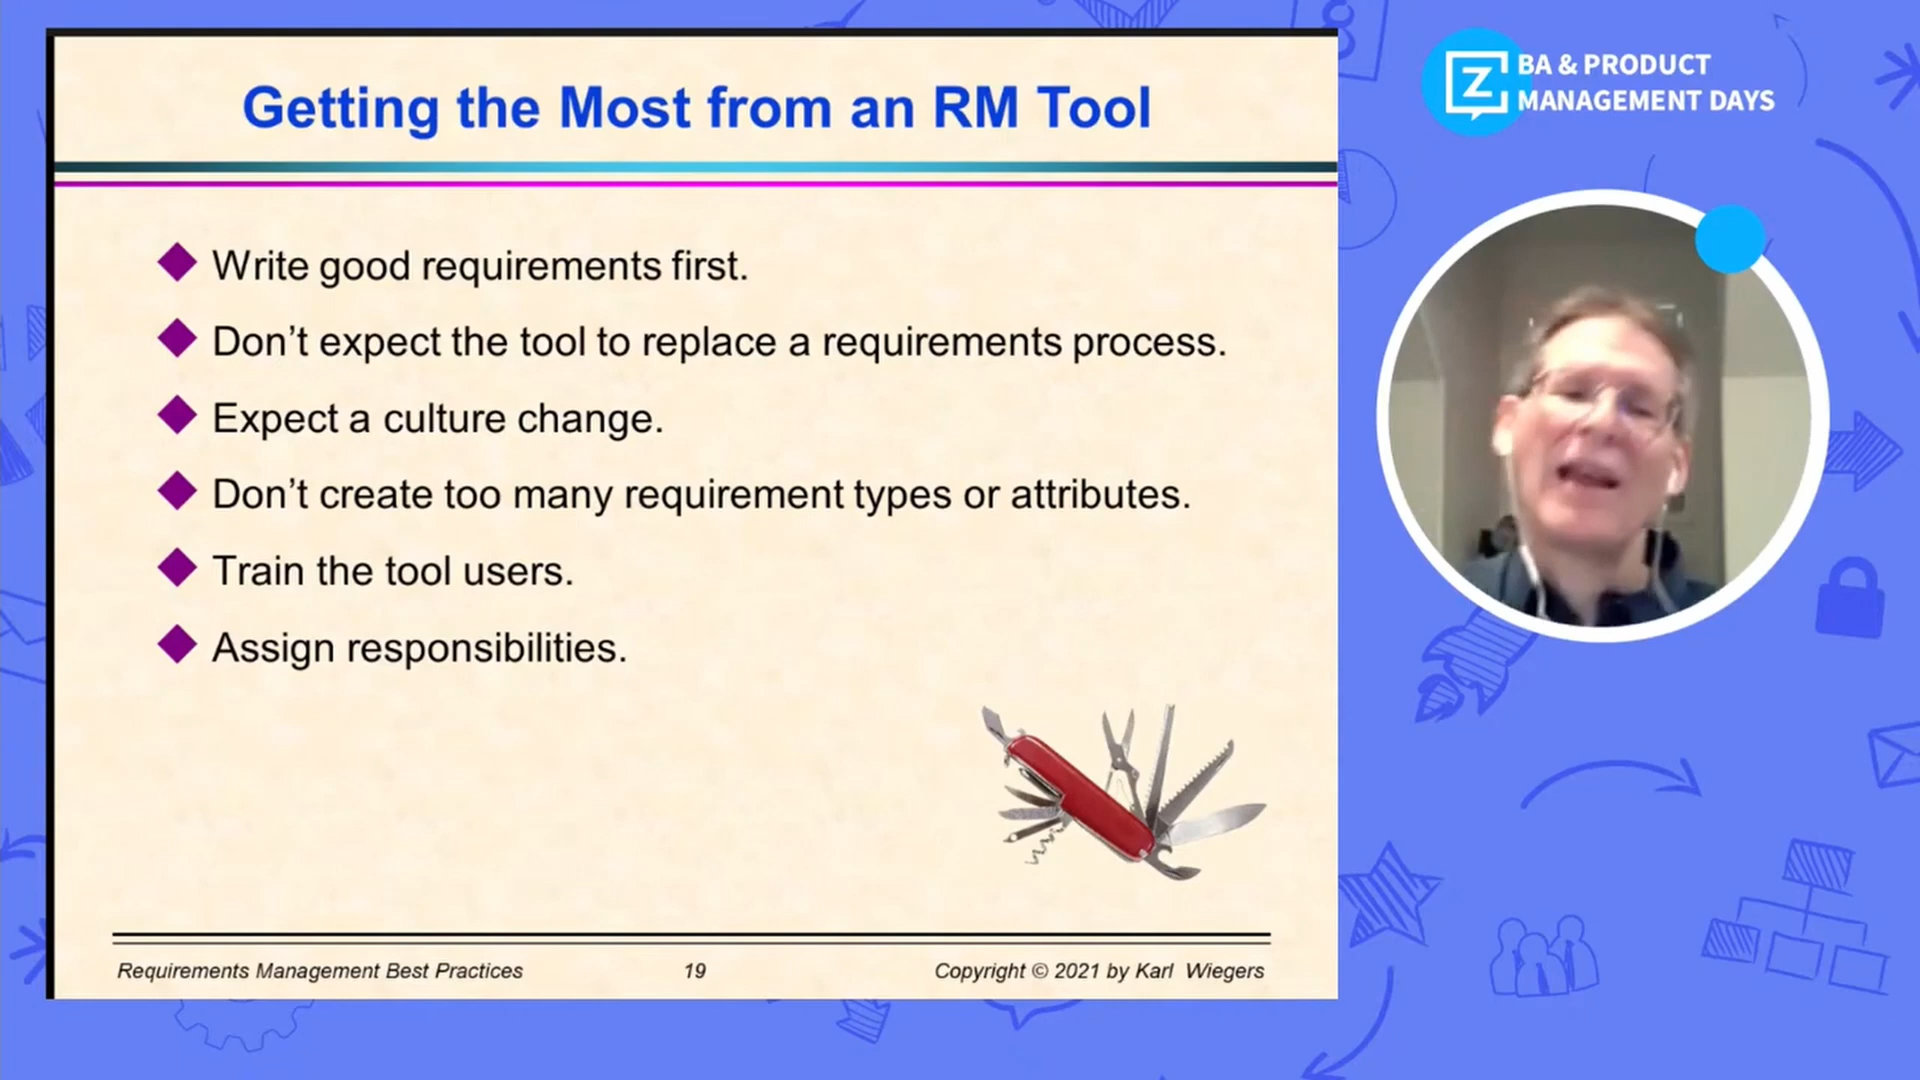 Getting the Most from an RM Tool
Write good requirements first.
Don’t expect the tool to replace a requirements process.
Expect a culture change.
Don’t create too many requirement types or attributes.
Train the tool users.
Assign responsibilities.
Requirements Management Best Practices
19
Copyright © 2021 by Karl Wiegers
Z
BA & PRODUCT
MANAGEMENT DAYS